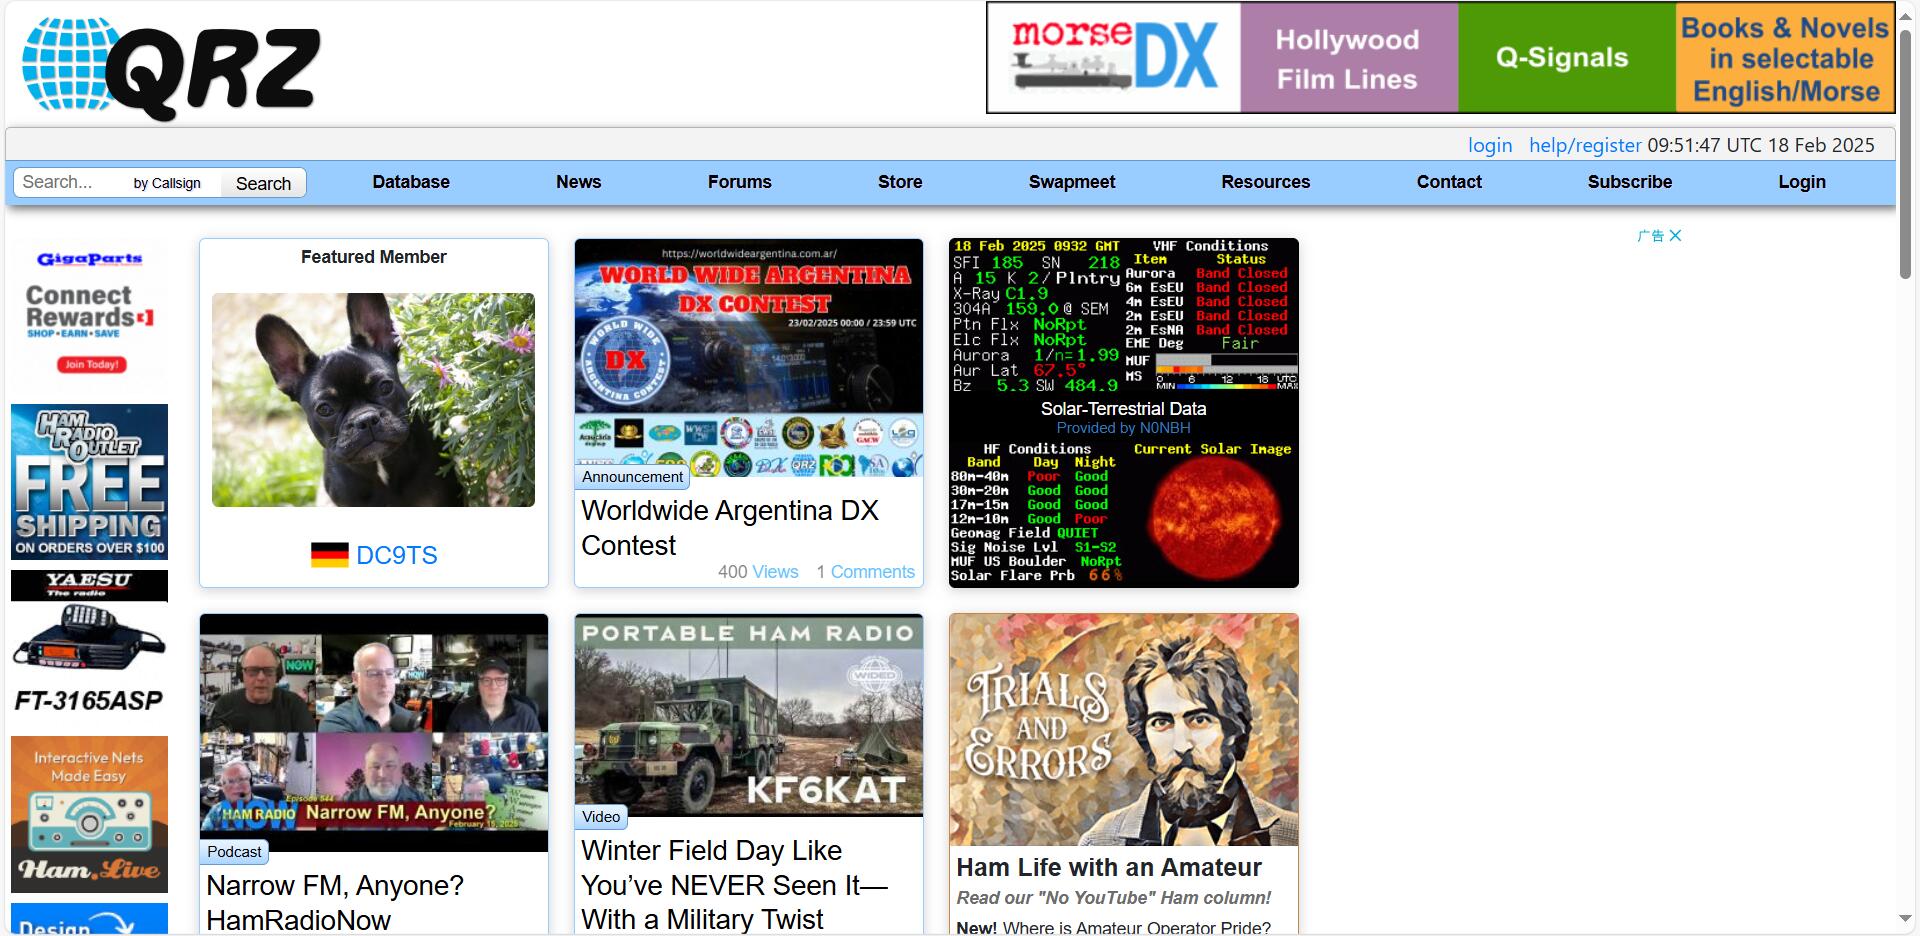 QRZ
morse DX
Hollywood
Film Lines
Q-Signals
Books & Novels
in selectable
English/Morse
login help/register 09:51:47 UTC 18 Feb 2025
Search... by Callsign Search
Database News Forums Store Swapmeet Resources Contact Subscribe Login
GigaParts
Connect
Rewards
SHOP • EARN • SAVE
Join Today!
HAM
RADIO
OUTLET
FREE
SHIPPING
ON ORDERS OVER $100
YAESU
The radio
FT-3165ASP
Interactive Nets
Made Easy
Ham.Live
Design
Featured Member
DC9TS
https://worldwideargentina.com.ar/
WORLD WIDE ARGENTINA
DX CONTEST
23/02/2025 00:00 / 23:59 UTC
WORLD WIDE
DX
ARGENTINA CONTEST
WWSA
GACW
QRZ
Announcement
Worldwide Argentina DX
Contest
400 Views 1 Comments
18 Feb 2025 0932 GMT
SFI 185 SN 218
A 15 K 2/Plntry
X-Ray C1.9
304A 159.0 @ SEM
Ptn Flx NoRpt
Elc Flx NoRpt
Aurora 1/n=1.99
Aur Lat 67.5°
Bz 5.3 SW 484.9
VHF Conditions
Item Status
Aurora Band Closed
6m EsEU Band Closed
4m EsEU Band Closed
2m EsEU Band Closed
2m EsNA Band Closed
EME Deg Fair
MUF
MS
0 6 12 18 UTC
MIN MAX
Solar-Terrestrial Data
Provided by N0NBH
HF Conditions
Band Day Night
80m-40m Poor Good
30m-20m Good Good
17m-15m Good Good
12m-10m Good Poor
Geomag Field QUIET
Sig Noise Lvl S1-S2
MUF US Boulder NoRpt
Solar Flare Prb 66%
Current Solar Image
广告
NOW
NOW
Episode 544
HAM RADIO NOW
Narrow FM, Anyone?
February 15, 2025
Podcast
Narrow FM, Anyone?
HamRadioNow
PORTABLE HAM RADIO
WIDED
KF6KAT
Video
Winter Field Day Like
You’ve NEVER Seen It—
With a Military Twist
TRIALS
AND
ERRORS
Ham Life with an Amateur
Read our "No YouTube" Ham column!
New! Where is Amateur Operator Pride?